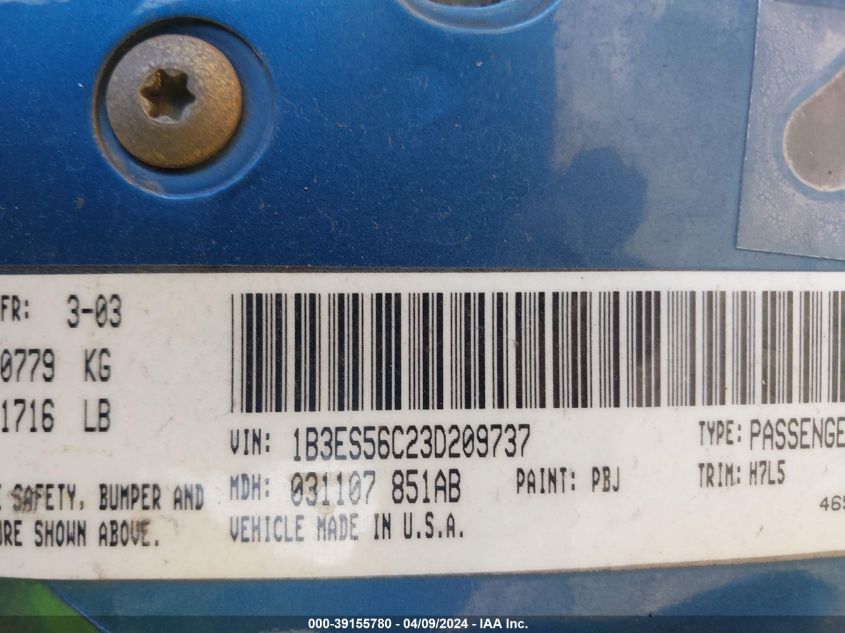 FR: 3-03
0779 KG
1716 LB
VIN: 1B3ES56C23D209737
TYPE: PASSENGE
MDH: 031107 851AB
PAINT: PBJ
TRIM: H7L5
E SAFETY, BUMPER AND
URE SHOWN ABOVE.
VEHICLE MADE IN U.S.A.
465
000-39155780 - 04/09/2024 - IAA Inc.